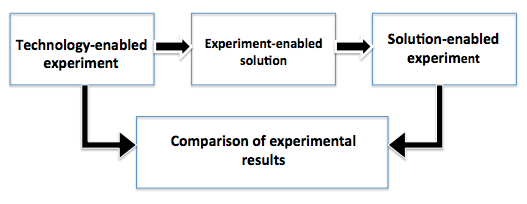 Technology-enabled
experiment
Experiment-enabled
solution
Solution-enabled
experiment
Comparison of experimental
results